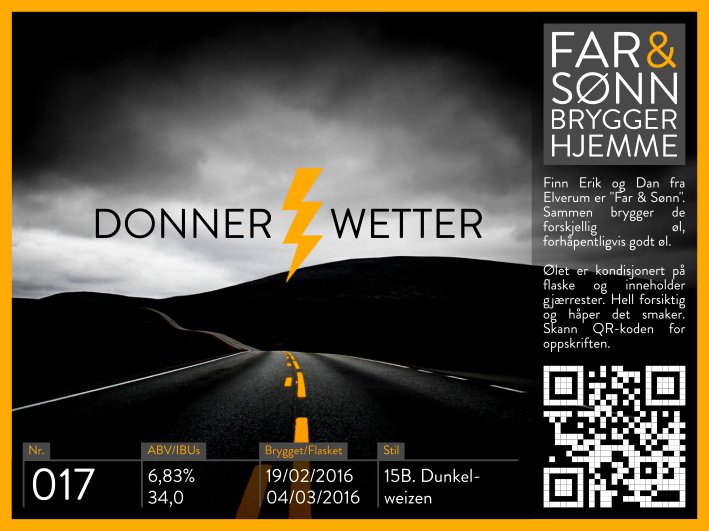 DONNER WETTER
FAR&
SØNN
BRYGGER
HJEMME
Finn Erik og Dan fra
Elverum er "Far & Sønn".
Sammen brygger de
forskjellig øl,
forhåpentligvis godt øl.
Ølet er kondisjonert på
flaske og inneholder
gjærrester. Hell forsiktig
og håper det smaker.
Skann QR-koden for
oppskriften.
Nr.
017
ABV/IBUs
6,83%
34,0
Brygget/Flasket
19/02/2016
04/03/2016
Stil
15B. Dunkel-
weizen